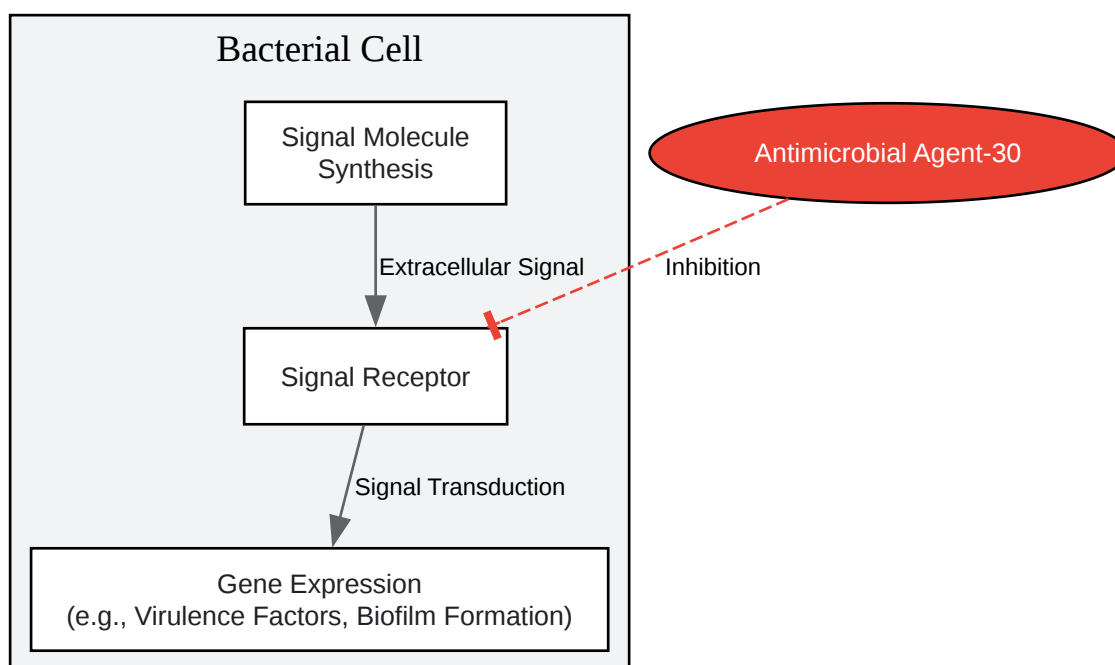 Bacterial Cell
Signal Molecule
Synthesis
Antimicrobial Agent-30
Extracellular Signal
Inhibition
Signal Receptor
Signal Transduction
Gene Expression
(e.g., Virulence Factors, Biofilm Formation)